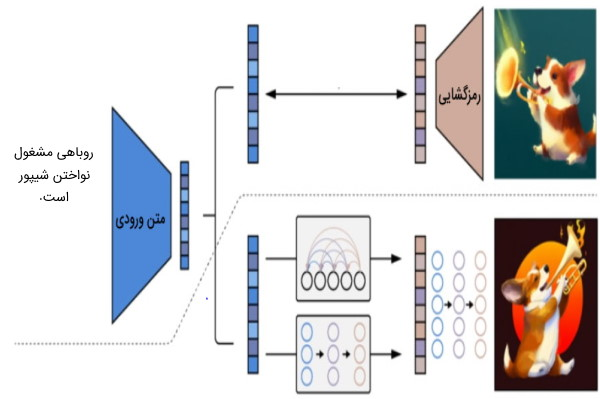 روباهی مشغول
نواختن شیپور
است.
متن ورودی
رمزگشایی